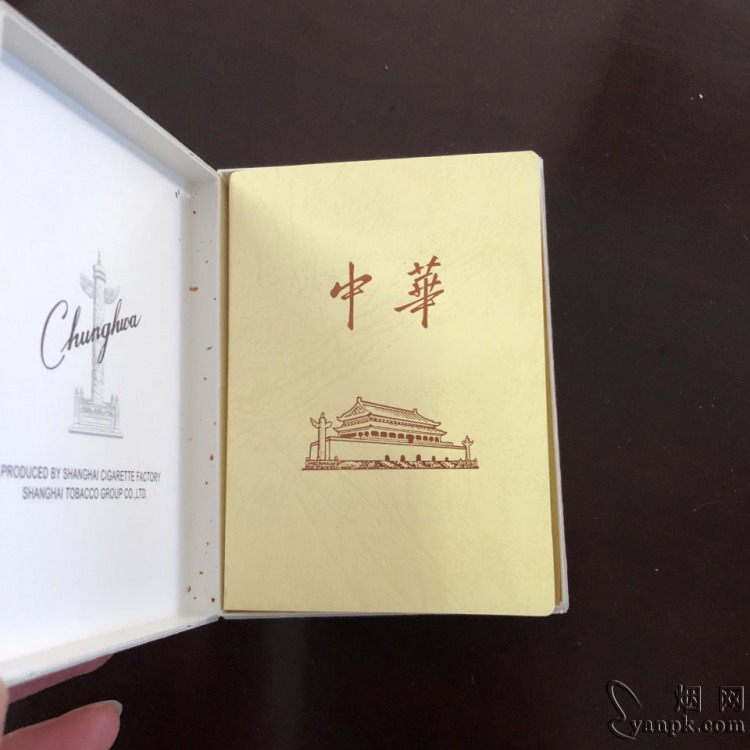 Chunghwa
PRODUCED BY SHANGHAI CIGARETTE FACTORY
SHANGHAI TOBACCO GROUP CO.,LTD.
中華
烟网
yanpk.com